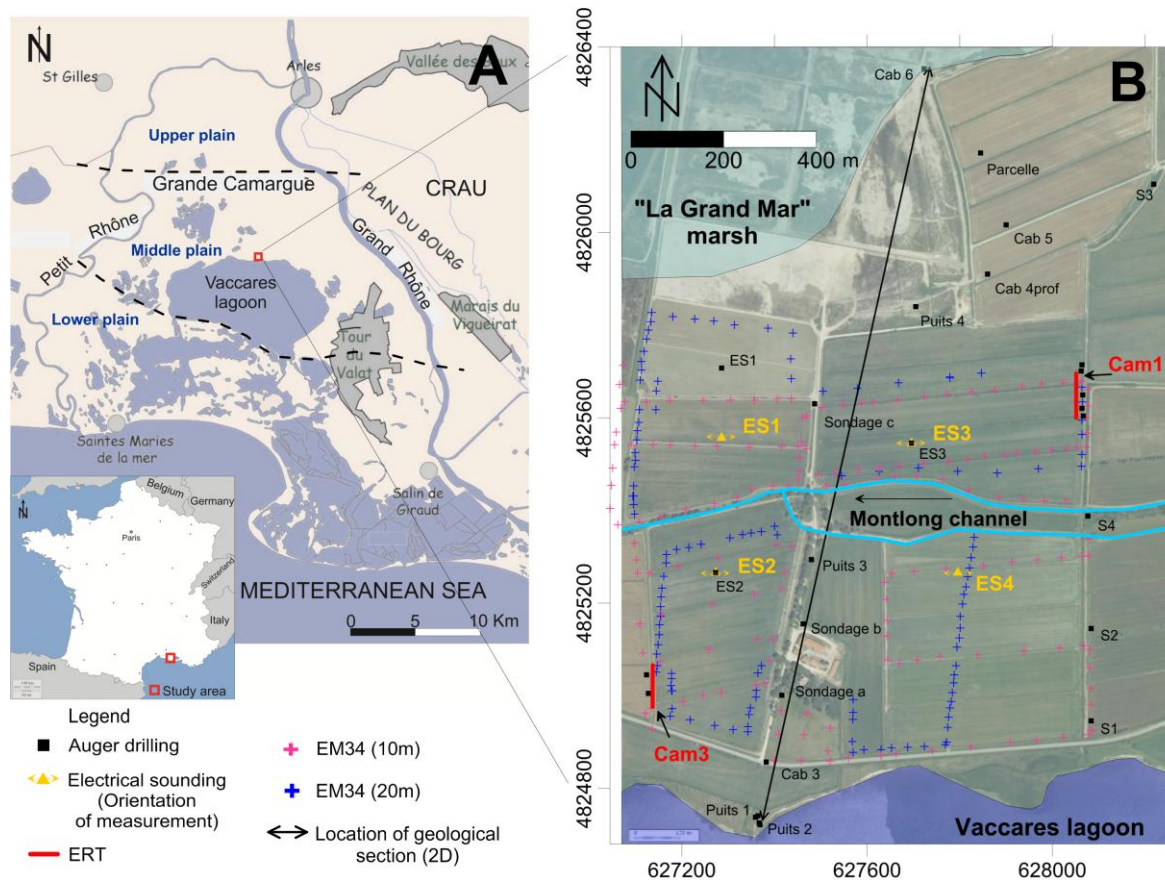 N
A
St Gilles
Arles
Vallée des Baux
Upper plain
Grande Camargue
CRAU
PLAN DU BOURG
Petit Rhône
Middle plain
Grand Rhône
Vaccares
lagoon
Marais du
Vigueirat
Lower plain
Tour
du
Valat
Saintes Maries
de la mer
Salin de
Giraud
MEDITERRANEAN SEA
0 5 10 Km
N
Belgium
Germany
Paris
Switzerland
Italy
Spain
Study area
Legend
Auger drilling
Electrical sounding
(Orientation
of measurement)
ERT
EM34 (10m)
EM34 (20m)
Location of geological
section (2D)
4826400
4826000
4825600
4825200
4824800
N
B
0 200 400 m
Cab 6
Parcelle
S3
"La Grand Mar"
marsh
Cab 5
Cab 4prof
Puits 4
ES1
Cam1
Sondage c
ES1
ES3
ES3
Montlong channel
S4
Puits 3
ES2
ES2
ES4
Sondage b
S2
Sondage a
S1
Cam3
Cab 3
Puits 1
Puits 2
Vaccares lagoon
627200 627600 628000